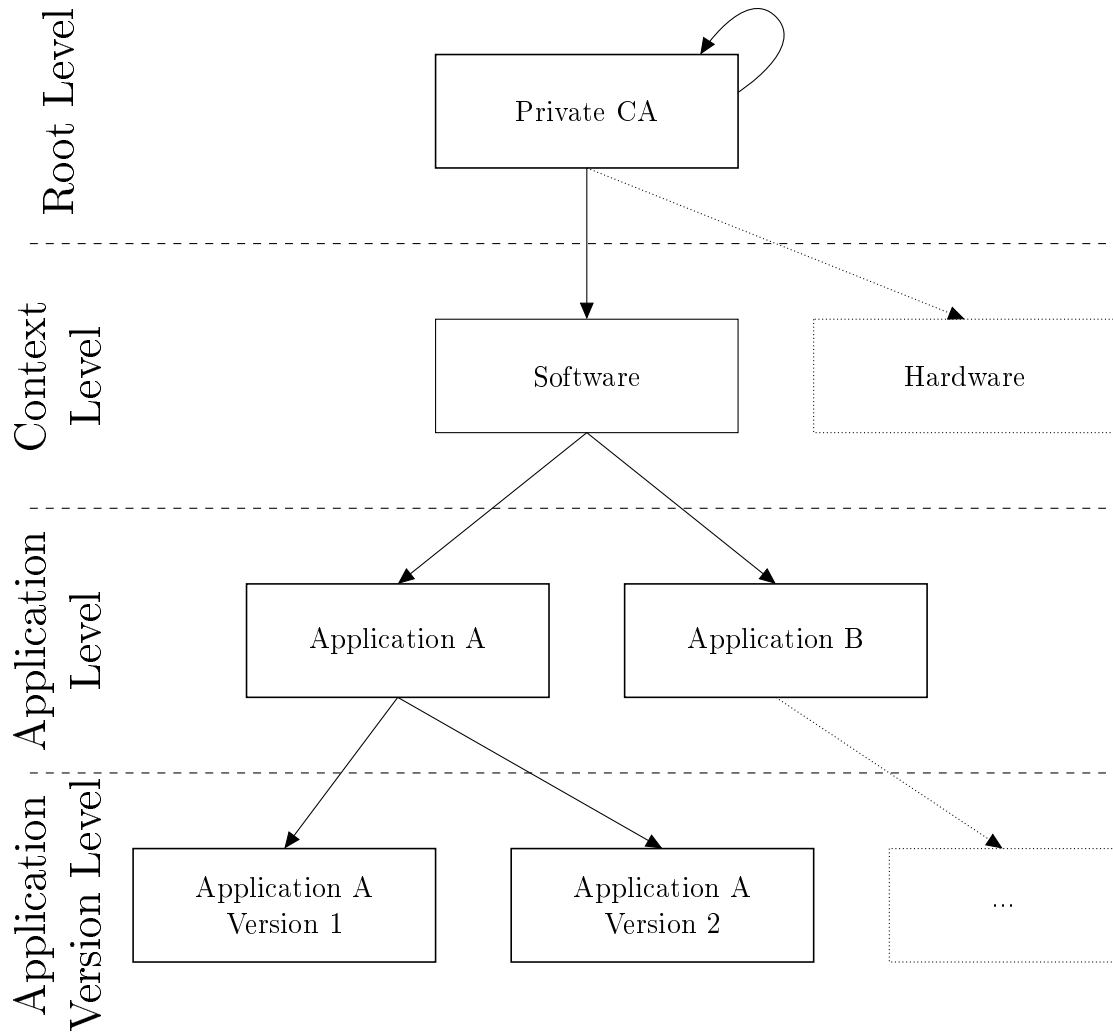 Root Level
Private CA
Context
Level
Software
Hardware
Application
Level
Application A
Application B
Application
Version Level
Application A
Version 1
Application A
Version 2
...